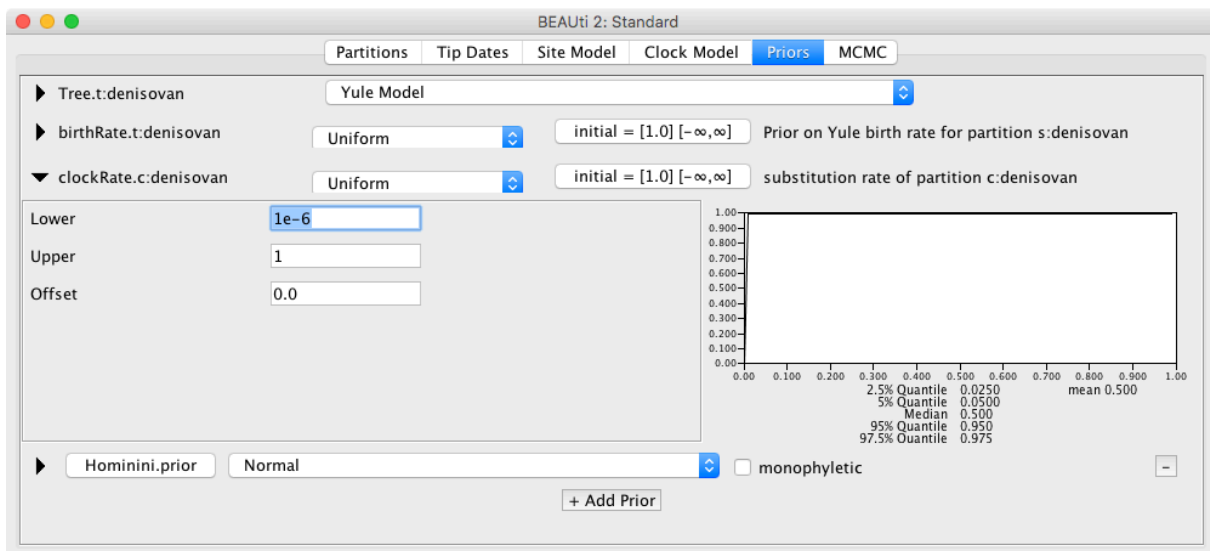 BEAUti 2: Standard
Partitions Tip Dates Site Model Clock Model Priors MCMC
Tree.t:denisovan Yule Model
birthRate.t:denisovan Uniform initial = [1.0] [-∞,∞] Prior on Yule birth rate for partition s:denisovan
clockRate.c:denisovan Uniform initial = [1.0] [-∞,∞] substitution rate of partition c:denisovan
Lower 1e-6
Upper 1
Offset 0.0
1.00
0.900
0.800
0.700
0.600
0.500
0.400
0.300
0.200
0.100
0.00
0.00 0.100 0.200 0.300 0.400 0.500 0.600 0.700 0.800 0.900 1.00
2.5% Quantile 0.0250 mean 0.500
5% Quantile 0.0500
Median 0.500
95% Quantile 0.950
97.5% Quantile 0.975
Hominini.prior Normal monophyletic -
+ Add Prior